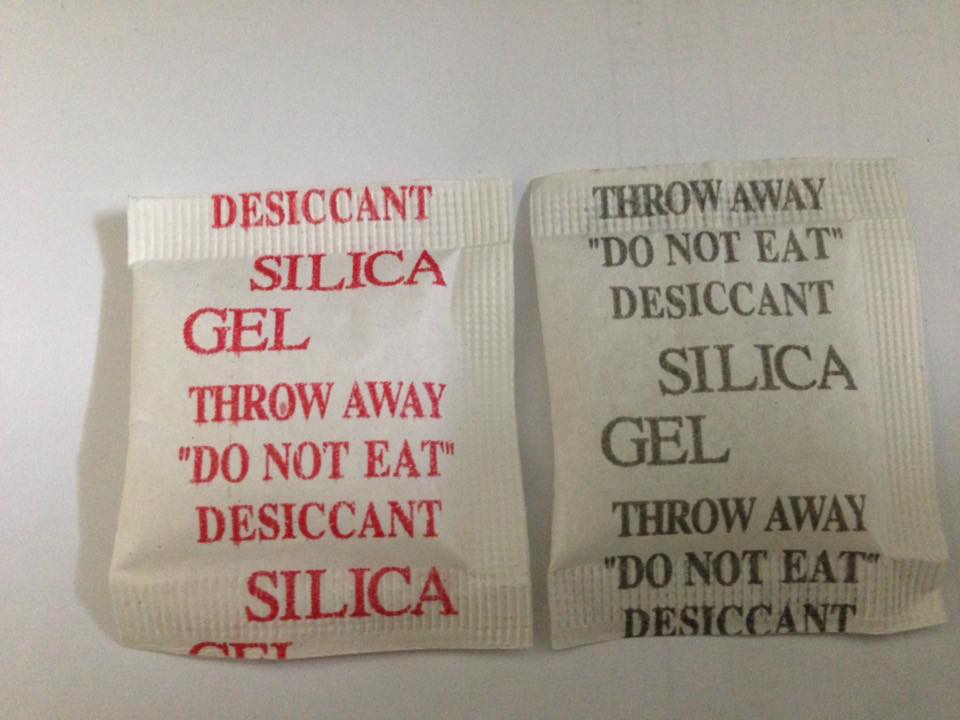 DESICCANT
SILICA
GEL
THROW AWAY
"DO NOT EAT"
DESICCANT
SILICA
GEL
THROW AWAY
"DO NOT EAT"
DESICCANT
SILICA
GEL
THROW AWAY
"DO NOT EAT"
DESICCANT